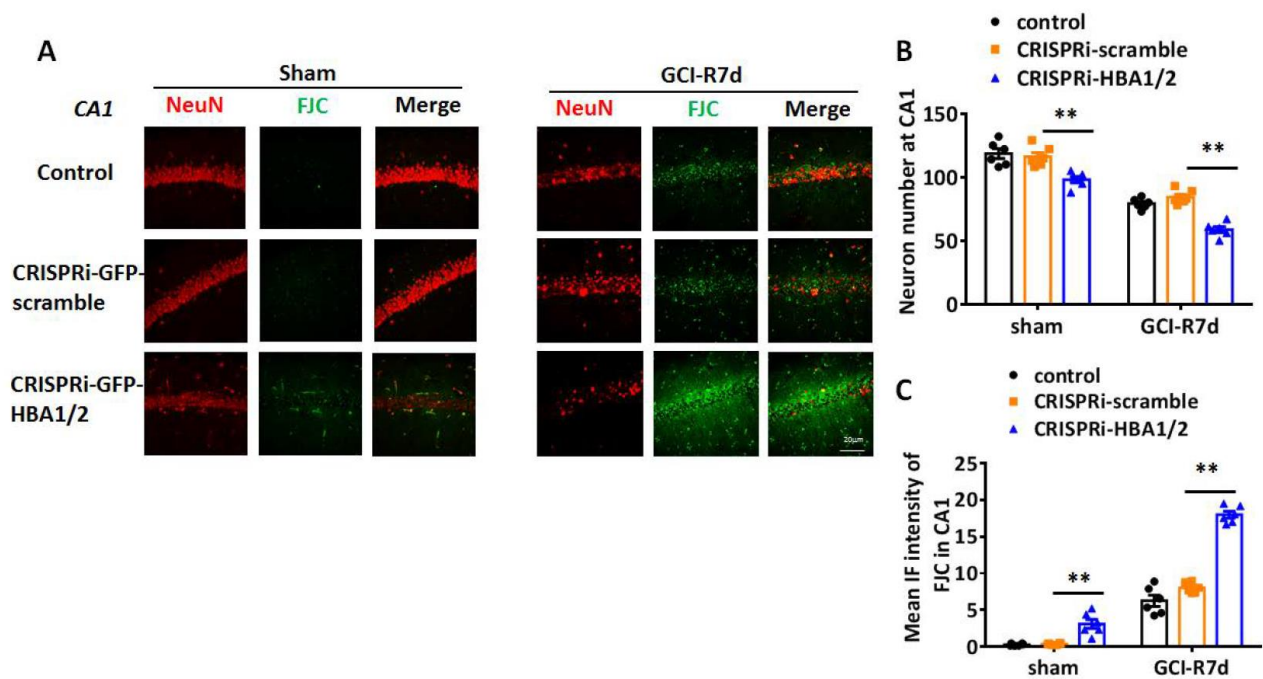 A
Sham
GCI-R7d
CA1 NeuN FJC Merge
NeuN FJC Merge
Control
CRISPRi-GFP-
scramble
CRISPRi-GFP-
HBA1/2
20μm
B
control
CRISPRi-scramble
CRISPRi-HBA1/2
Neuron number at CA1
150
100
50
0
**
**
sham GCI-R7d
C
control
CRISPRi-scramble
CRISPRi-HBA1/2
Mean IF intensity of
FJC in CA1
25
20
15
10
5
0
**
**
sham GCI-R7d